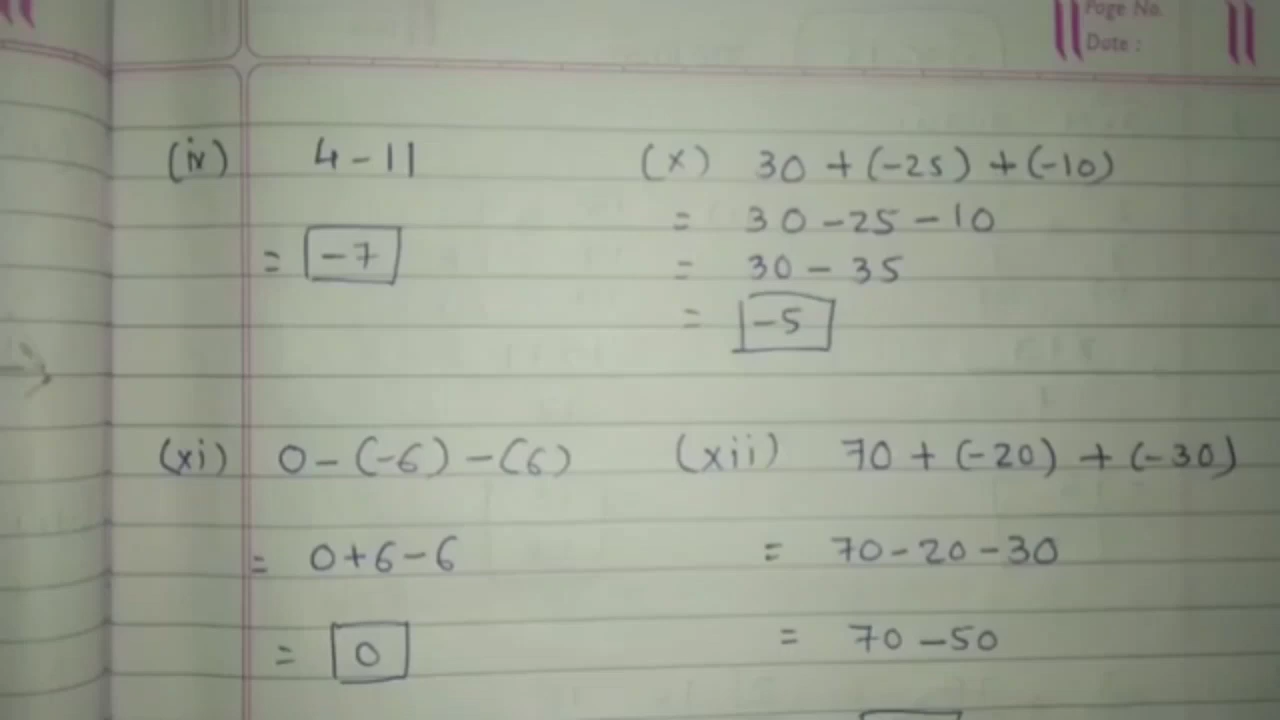 Page No.
Date :
(iv) 4 - 11
= -7
(x) 30 + (-25) + (-10)
= 30 - 25 - 10
= 30 - 35
= -5
(xi) 0 - (-6) - (6)
= 0 + 6 - 6
= 0
(xii) 70 + (-20) + (-30)
= 70 - 20 - 30
= 70 - 50